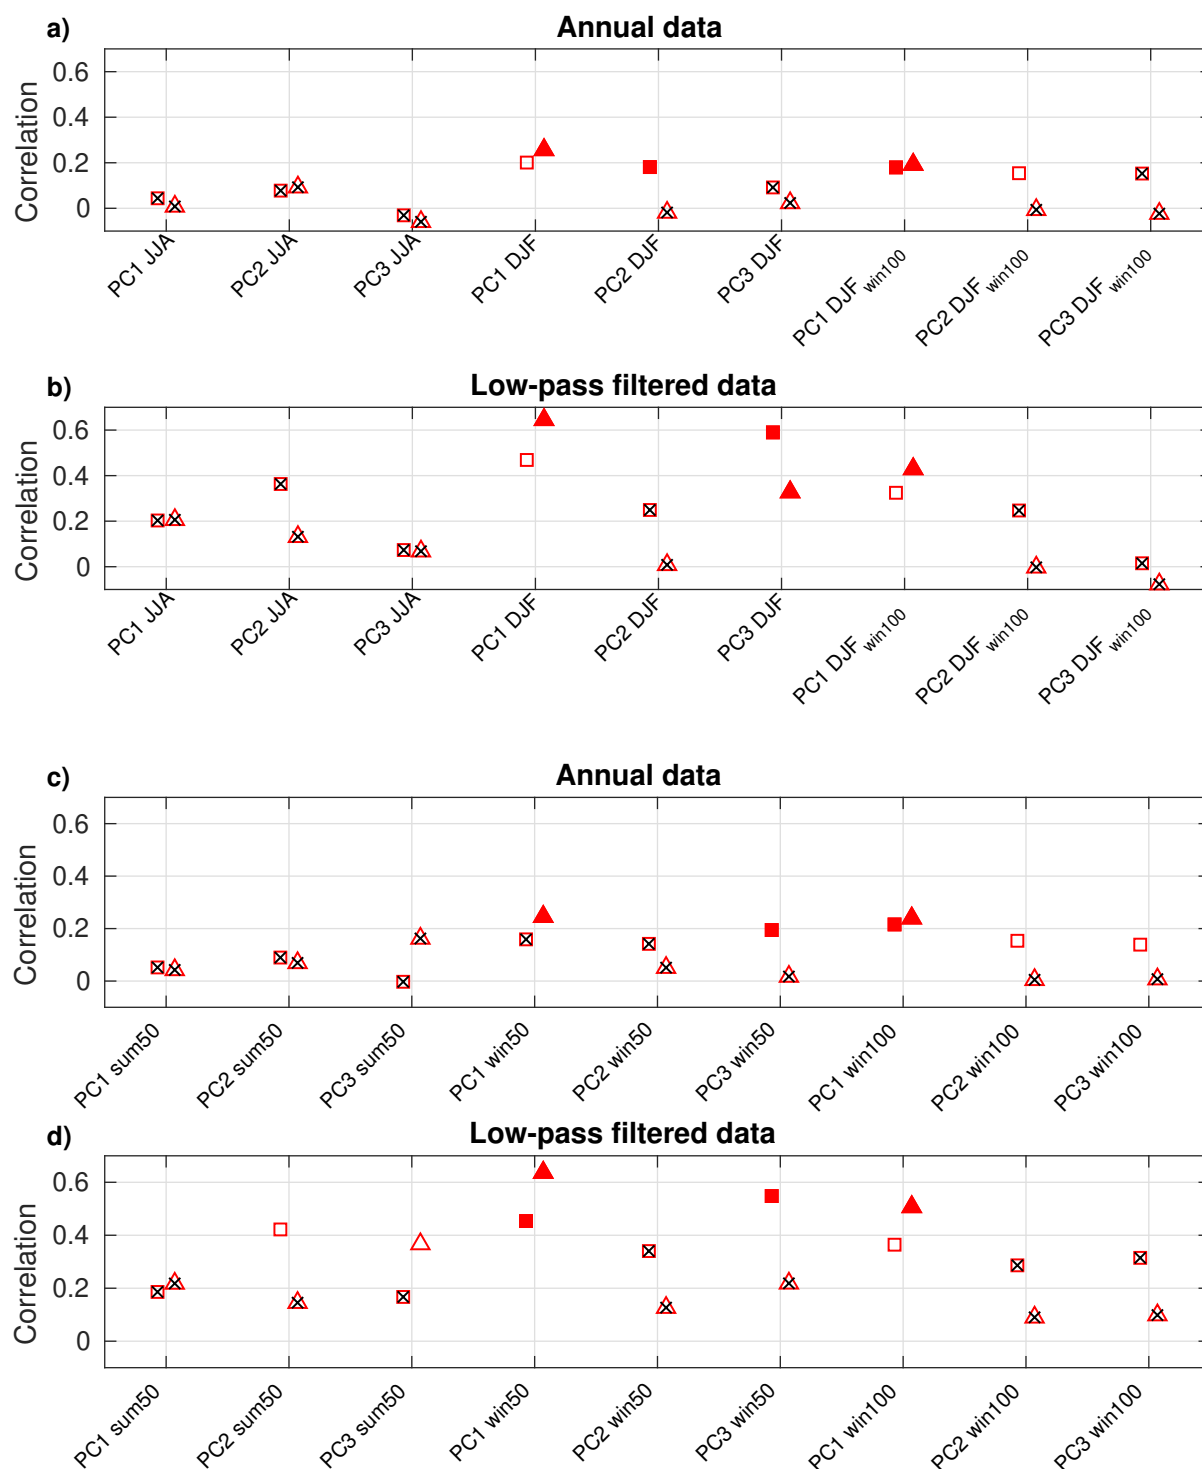 a)
Annual data
Correlation
0.6
0.4
0.2
0
PC1 JJA
PC2 JJA
PC3 JJA
PC1 DJF
PC2 DJF
PC3 DJF
PC1 DJF win100
PC2 DJF win100
PC3 DJF win100
b)
Low-pass filtered data
Correlation
0.6
0.4
0.2
0
PC1 JJA
PC2 JJA
PC3 JJA
PC1 DJF
PC2 DJF
PC3 DJF
PC1 DJF win100
PC2 DJF win100
PC3 DJF win100
c)
Annual data
Correlation
0.6
0.4
0.2
0
PC1 sum50
PC2 sum50
PC3 sum50
PC1 win50
PC2 win50
PC3 win50
PC1 win100
PC2 win100
PC3 win100
d)
Low-pass filtered data
Correlation
0.6
0.4
0.2
0
PC1 sum50
PC2 sum50
PC3 sum50
PC1 win50
PC2 win50
PC3 win50
PC1 win100
PC2 win100
PC3 win100